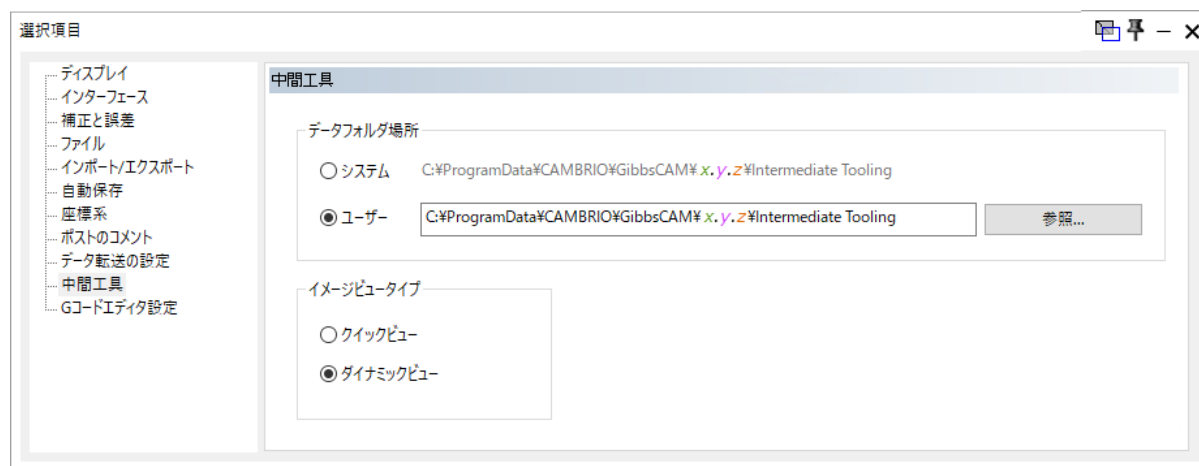 選択項目
ディスプレイ
インターフェース
補正と誤差
ファイル
インポート/エクスポート
自動保存
座標系
ポストのコメント
データ転送の設定
中間工具
Gコードエディタ設定
中間工具
データフォルダ場所
システム C:¥ProgramData¥CAMBRIO¥GibbsCAM¥x.y.z¥Intermediate Tooling
ユーザー C:¥ProgramData¥CAMBRIO¥GibbsCAM¥x.y.z¥Intermediate Tooling 参照...
イメージビュータイプ
クイックビュー
ダイナミックビュー